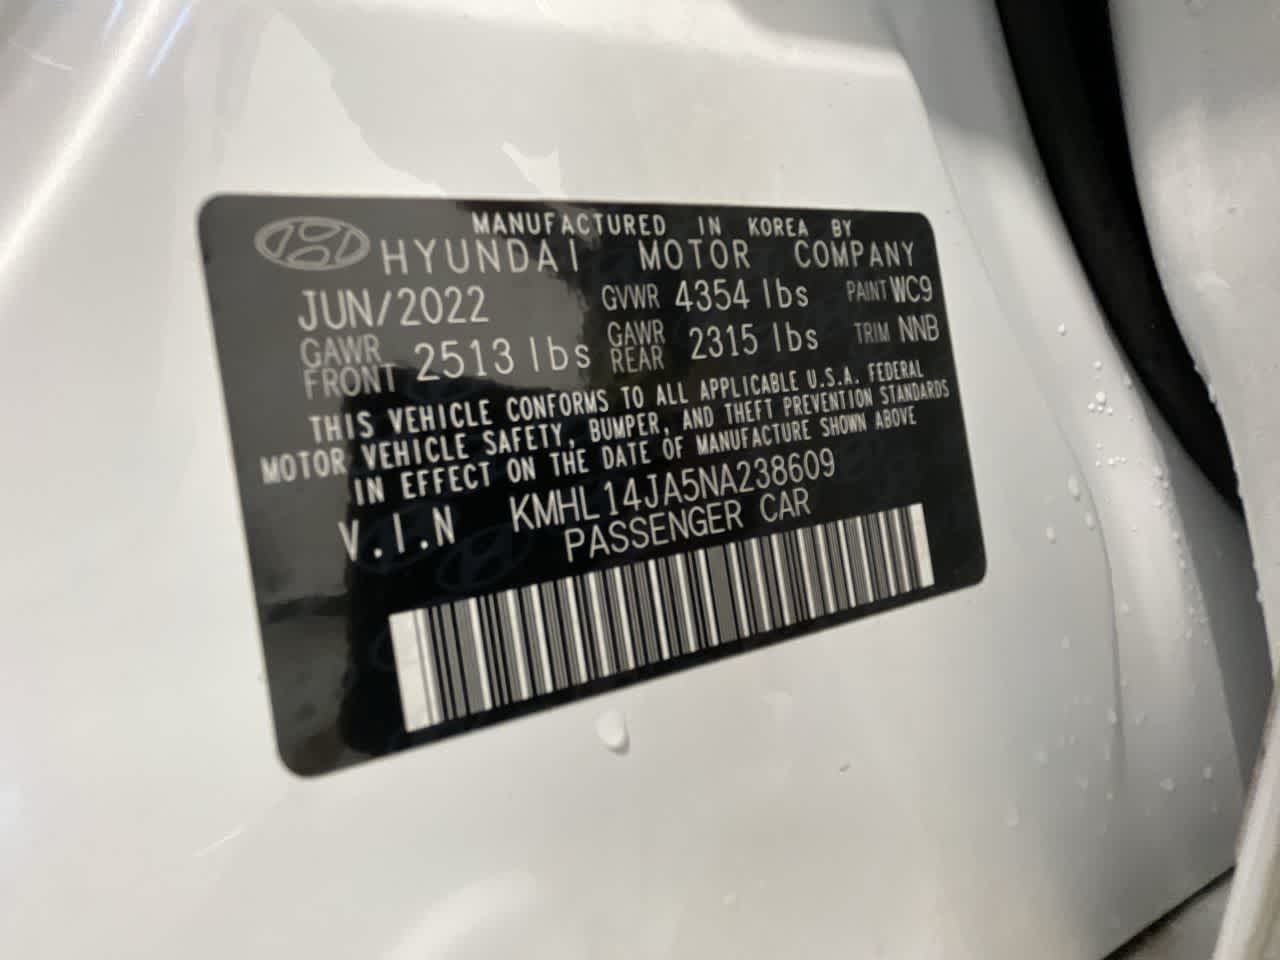 MANUFACTURED IN KOREA BY
HYUNDAI MOTOR COMPANY
JUN/2022 GVWR 4354 lbs PAINT WC9
GAWR FRONT 2513 lbs GAWR REAR 2315 lbs TRIM NNB
THIS VEHICLE CONFORMS TO ALL APPLICABLE U.S.A. FEDERAL
MOTOR VEHICLE SAFETY, BUMPER, AND THEFT PREVENTION STANDARDS
IN EFFECT ON THE DATE OF MANUFACTURE SHOWN ABOVE
V.I.N KMHL14JA5NA238609
PASSENGER CAR